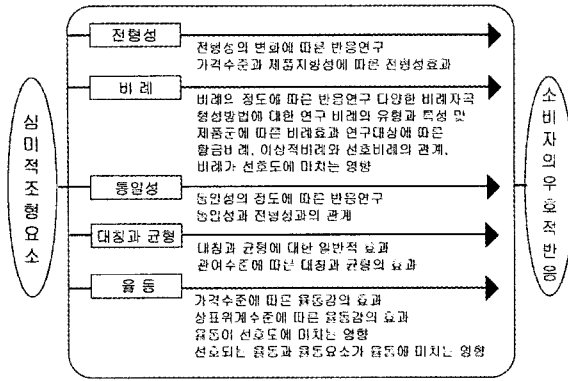 심미적조형요소
전형성
전형성의 변화에 따른 반응연구
가격수준과 제품지향성에 따른 전형성효과
비례
비례의 정도에 따른 반응연구 다양한 비례자극
형성방법에 대한 연구 비례의 유형과 특성 및
제품군에 따른 비례효과 연구대상에 따른
황금비례, 이상적비례와 선호비례의 관계,
비례가 선호도에 미치는 영향
통일성
통일성의 정도에 따른 반응연구
통일성과 전형성과의 관계
대칭과 균형
대칭과 균형에 대한 일반적 효과
관여수준에 따른 대칭과 균형의 효과
율동
가격수준에 따른 율동감의 효과
상표위계수준에 따른 율동감의 효과
율동이 선호도에 미치는 영향
선호되는 율동과 율동요소가 율동에 미치는 영향
소비자의우호적반응